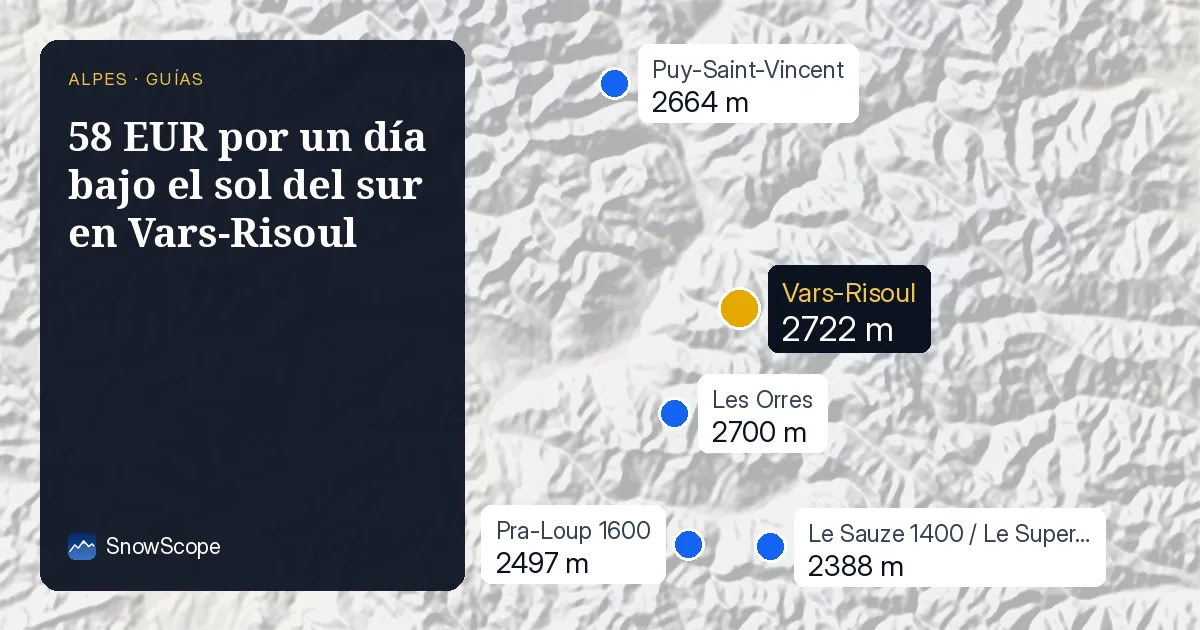 ALPES · GUÍAS
58 EUR por un día
bajo el sol del sur
en Vars-Risoul
SnowScope
Puy-Saint-Vincent
2664 m
Vars-Risoul
2722 m
Les Orres
2700 m
Pra-Loup 1600
2497 m
Le Sauze 1400 / Le Super...
2388 m